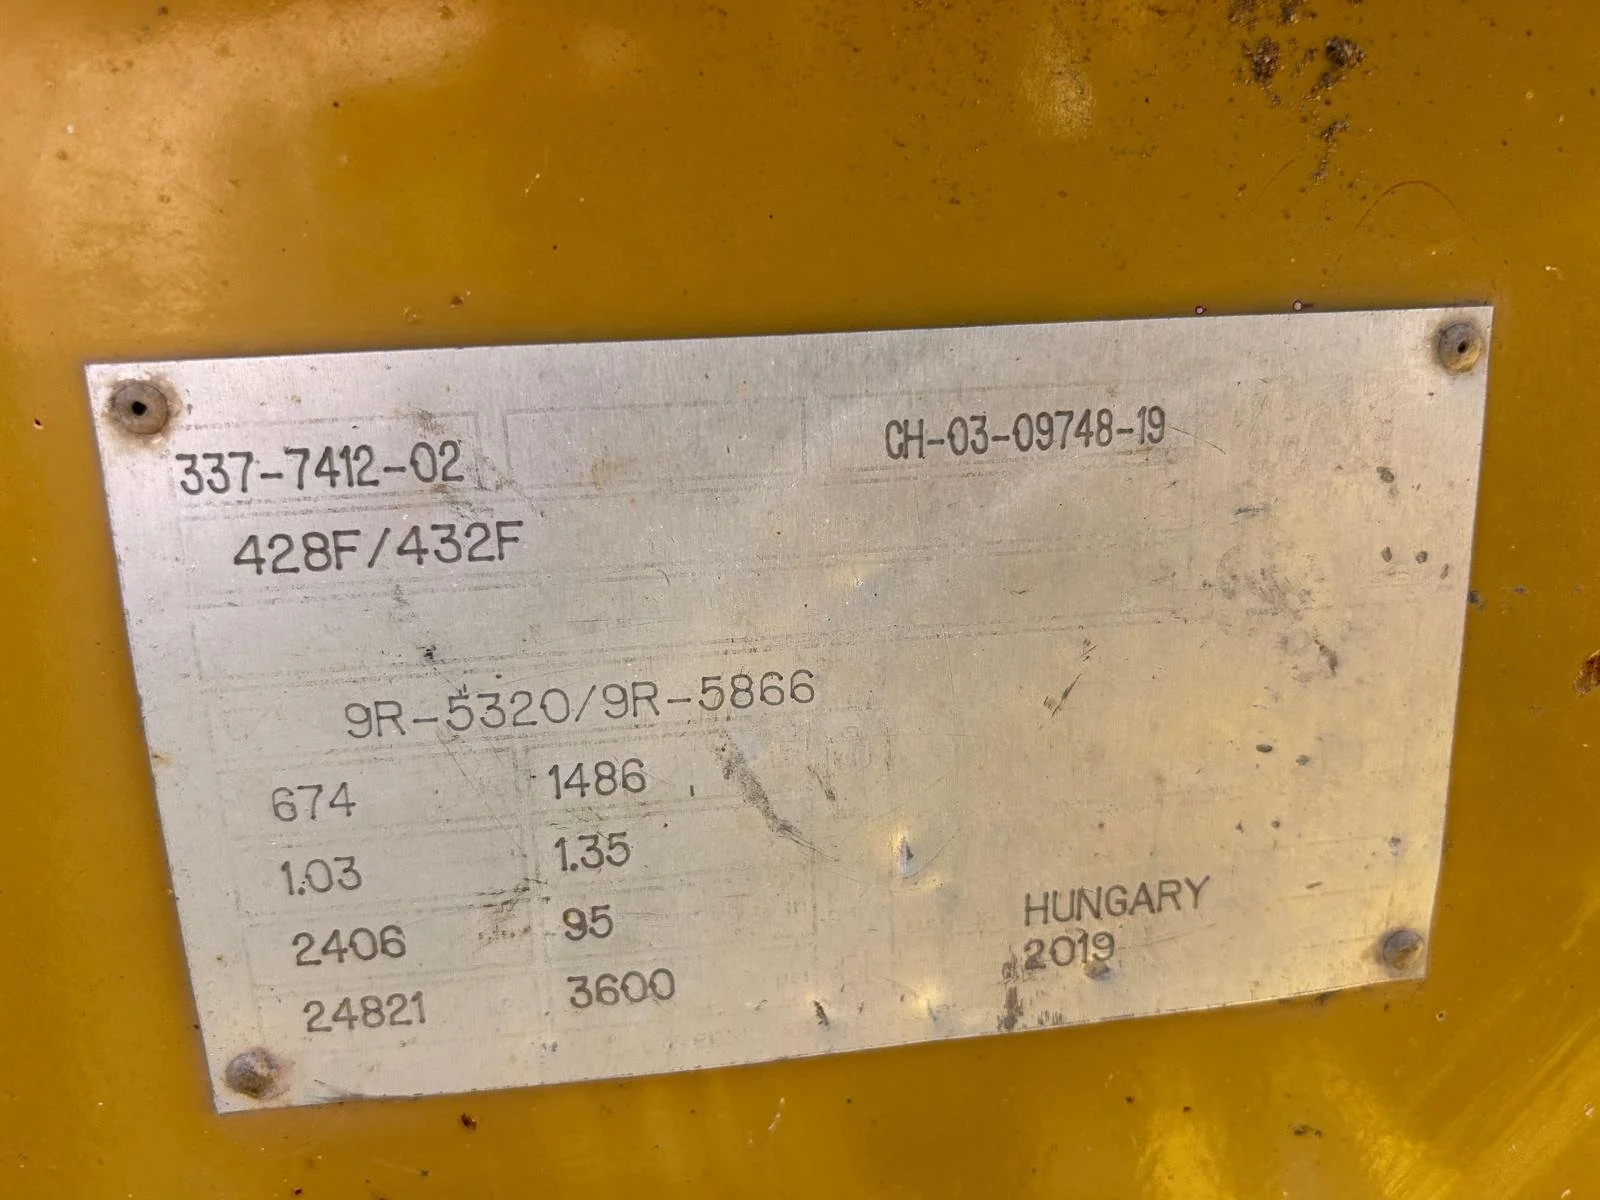 337-7412-02 CH-03-09748-19
428F/432F
9R-5320/9R-5866
674 1486
1.03 1.35
2406 95
24821 3600
HUNGARY
2019